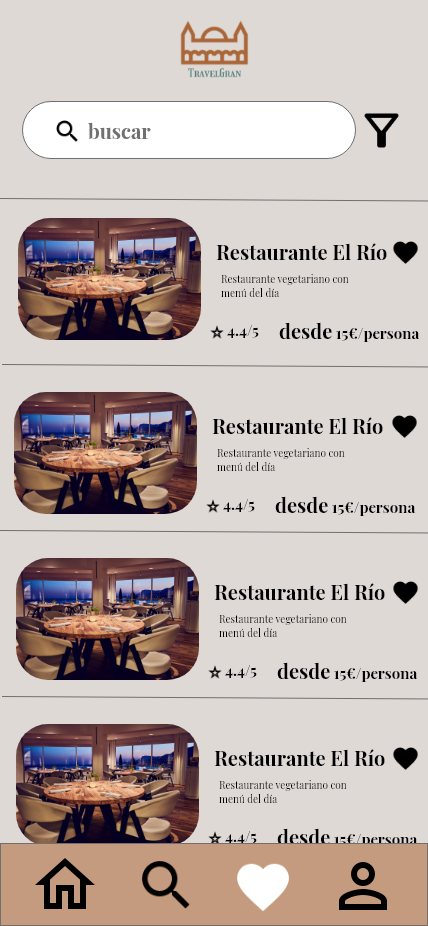 TravelGran
buscar
Restaurante El Río
Restaurante vegetariano con
menú del día
4.4/5 desde 15€/persona
Restaurante El Río
Restaurante vegetariano con
menú del día
4.4/5 desde 15€/persona
Restaurante El Río
Restaurante vegetariano con
menú del día
4.4/5 desde 15€/persona
Restaurante El Río
Restaurante vegetariano con
menú del día
4.4/5 desde 15€/persona